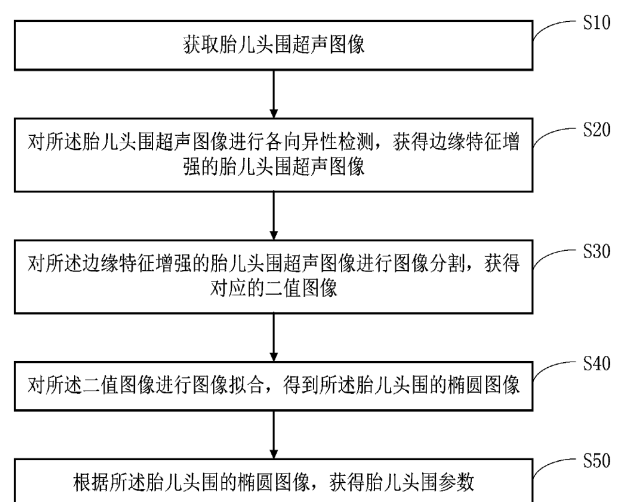 获取胎儿头围超声图像
S10
对所述胎儿头围超声图像进行各向异性检测，获得边缘特征增
强的胎儿头围超声图像
S20
对所述边缘特征增强的胎儿头围超声图像进行图像分割，获得
对应的二值图像
S30
对所述二值图像进行图像拟合，得到所述胎儿头围的椭圆图像
S40
根据所述胎儿头围的椭圆图像，获得胎儿头围参数
S50